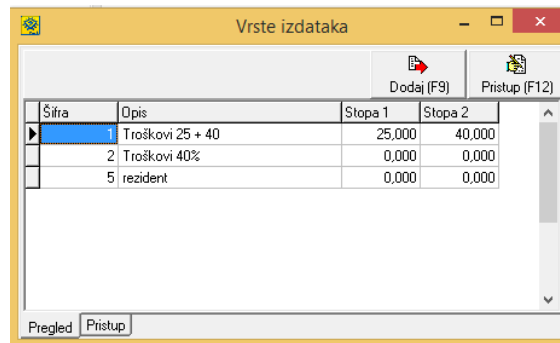 Vrste izdataka
Dodaj (F9) Pristup (F12)
Šifra Opis Stopa 1 Stopa 2
1 Troškovi 25 + 40 25,000 40,000
2 Troškovi 40% 0,000 0,000
5 rezident 0,000 0,000
Pregled Pristup